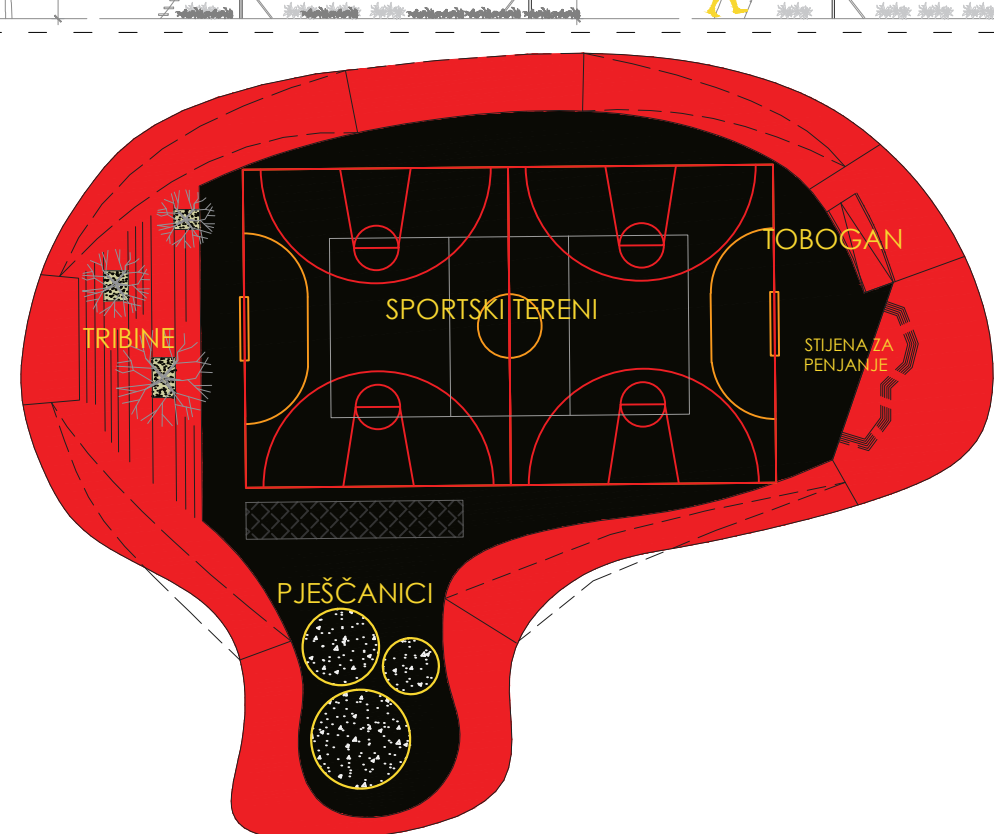 TOBOGAN
SPORTSKI TERENI
TRIBINE
STIJENA ZA
PENJANJE
PJEŠČANICI